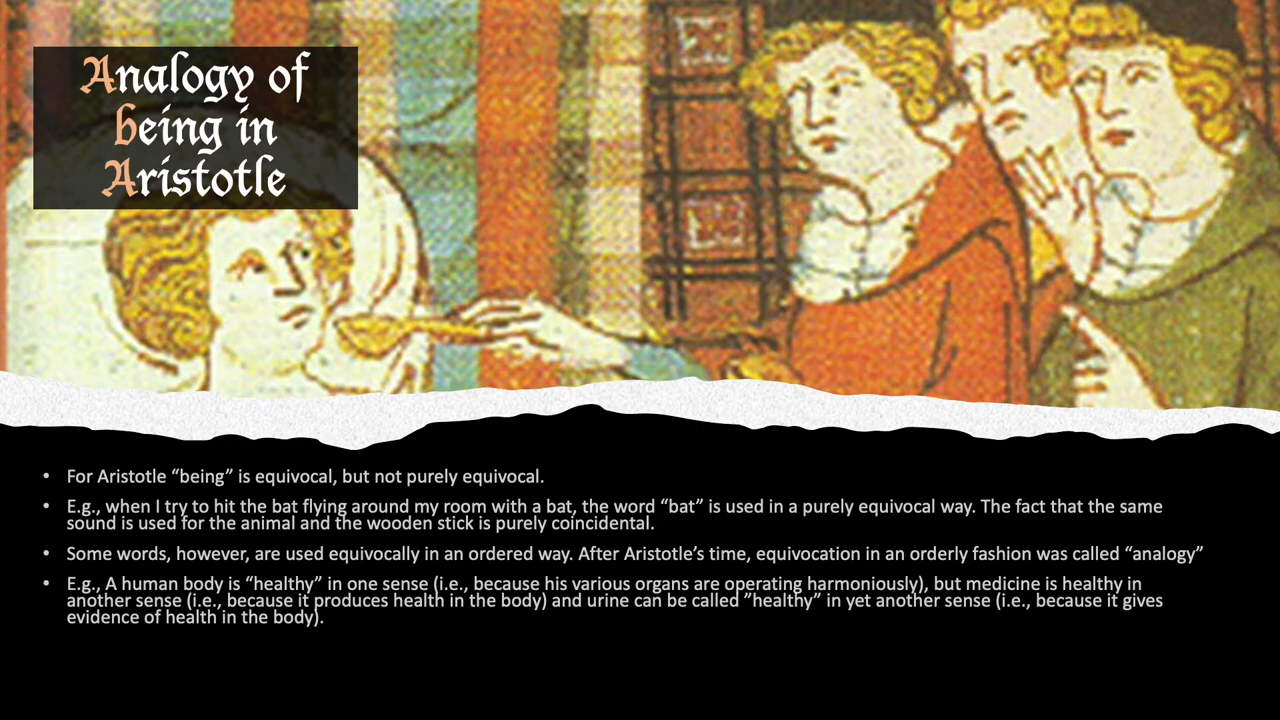 Analogy of
being in
Aristotle
• For Aristotle “being” is equivocal, but not purely equivocal.
• E.g., when I try to hit the bat flying around my room with a bat, the word “bat” is used in a purely equivocal way. The fact that the same
sound is used for the animal and the wooden stick is purely coincidental.
• Some words, however, are used equivocally in an ordered way. After Aristotle’s time, equivocation in an orderly fashion was called “analogy”
• E.g., A human body is “healthy” in one sense (i.e., because his various organs are operating harmoniously), but medicine is healthy in
another sense (i.e., because it produces health in the body) and urine can be called ”healthy” in yet another sense (i.e., because it gives
evidence of health in the body).